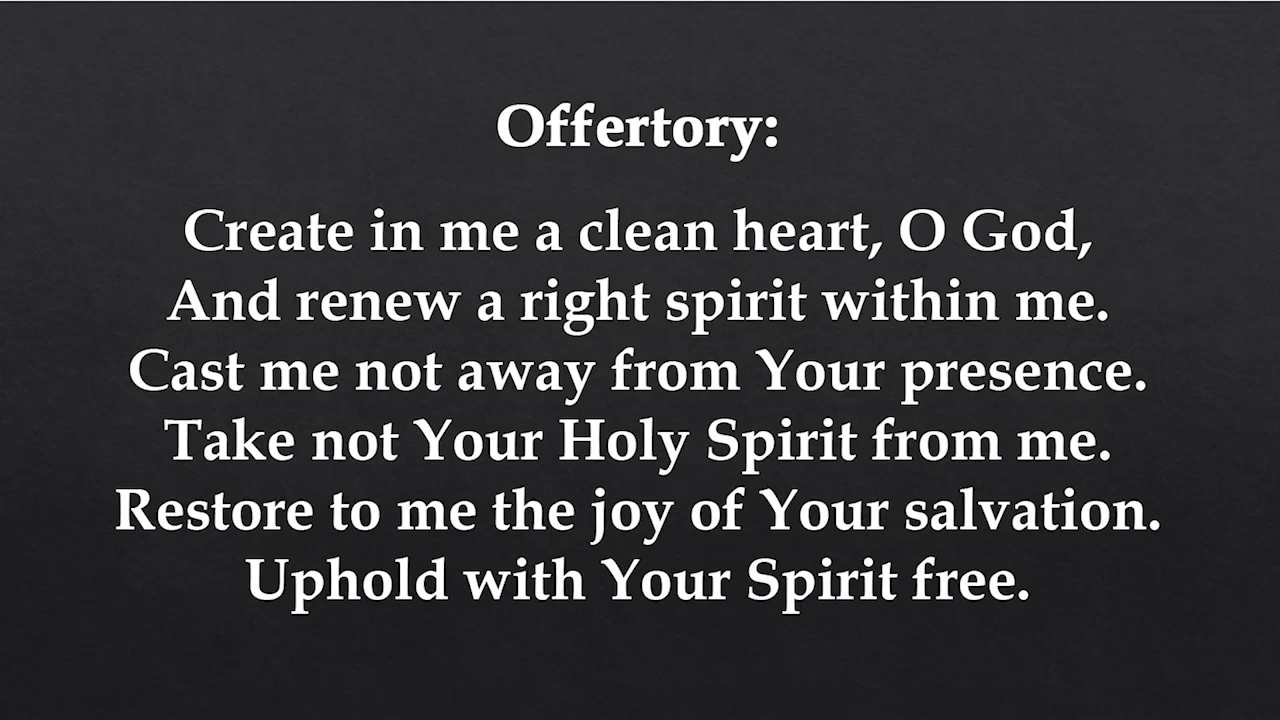 Offertory:
Create in me a clean heart, O God,
And renew a right spirit within me.
Cast me not away from Your presence.
Take not Your Holy Spirit from me.
Restore to me the joy of Your salvation.
Uphold with Your Spirit free.